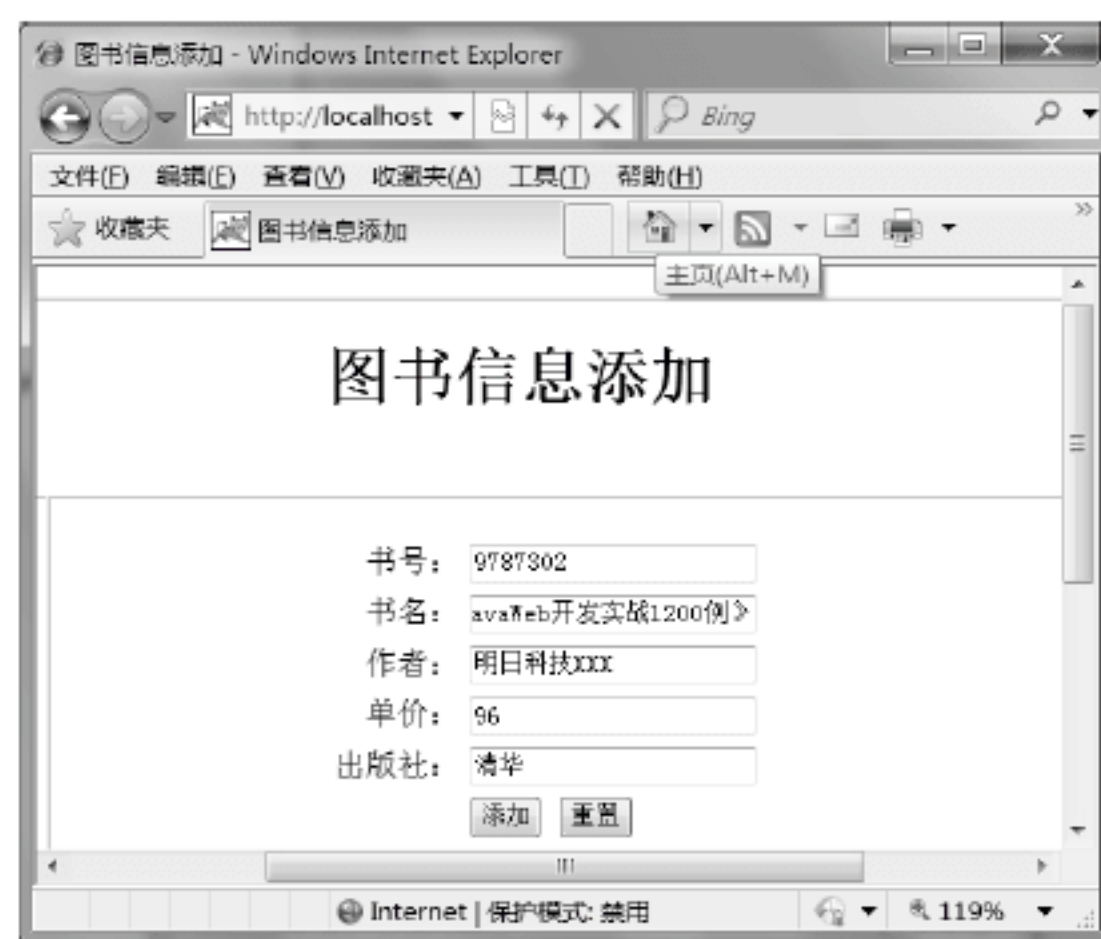 图书信息添加 - Windows Internet Explorer
http://localhost Bing
文件(F) 编辑(E) 查看(V) 收藏夹(A) 工具(T) 帮助(H)
收藏夹 图书信息添加
主页(Alt+M)
图书信息添加
书号： 9787302
书名： avaWeb开发实战1200例》
作者： 明日科技xxx
单价： 96
出版社： 清华
添加 重置
Internet | 保护模式: 禁用 119%